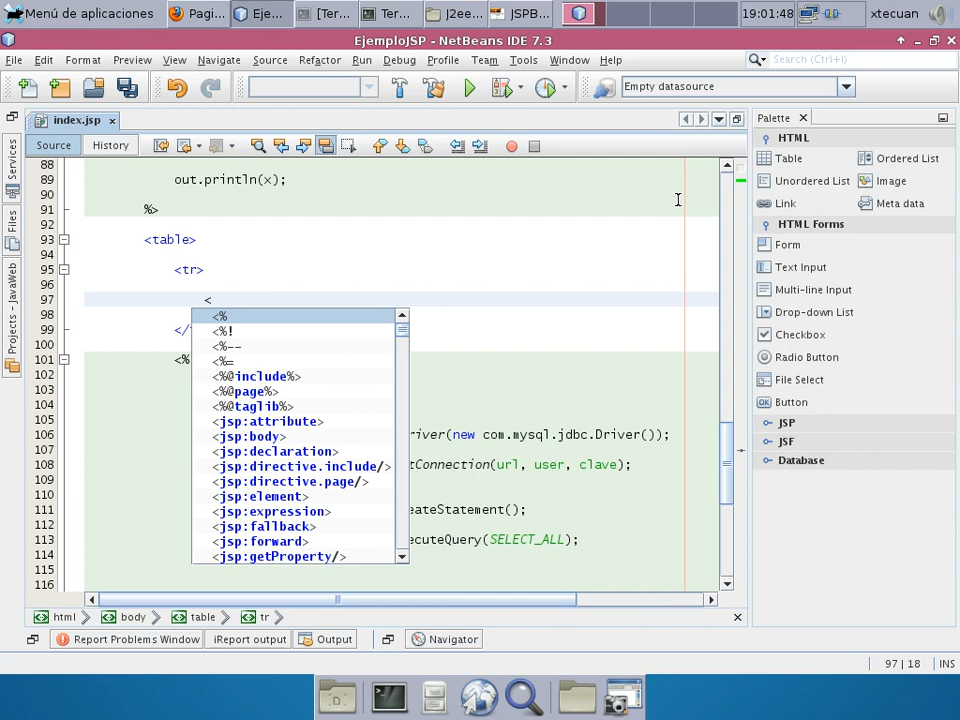 Menú de aplicaciones
Pagi...
Eje...
[Ter...
Ter...
J2ee...
JSPB...
19:01:48
xtecuan
EjemploJSP - NetBeans IDE 7.3
File Edit Format Preview View Navigate Source Refactor Run Debug Profile Team Tools Window Help
Search (Ctrl+I)
Empty datasource
index.jsp
Palette
Source
History
HTML
Table
Ordered List
Unordered List
Image
Link
Meta data
HTML Forms
Form
Text Input
Multi-line Input
Drop-down List
Checkbox
Radio Button
File Select
Button
JSP
JSF
Database
Services
Files
Projects - JavaWeb
88
89 out.println(x);
90
91 %>
92
93 <table>
94
95 <tr>
96
97 <
98
99 </
100
101 <%
102
103
104
105
106 river(new com.mysql.jdbc.Driver());
107
108 tConnection(url, user, clave);
109
110
111 eateStatement();
112
113 ecuteQuery(SELECT_ALL);
114
115
116
<%
<%!
<%--
<%=
<%@include%>
<%@page%>
<%@taglib%>
<jsp:attribute>
<jsp:body>
<jsp:declaration>
<jsp:directive.include/>
<jsp:directive.page/>
<jsp:element>
<jsp:expression>
<jsp:fallback>
<jsp:forward>
<jsp:getProperty/>
html body table tr
Report Problems Window
iReport output
Output
Navigator
97 | 18
INS